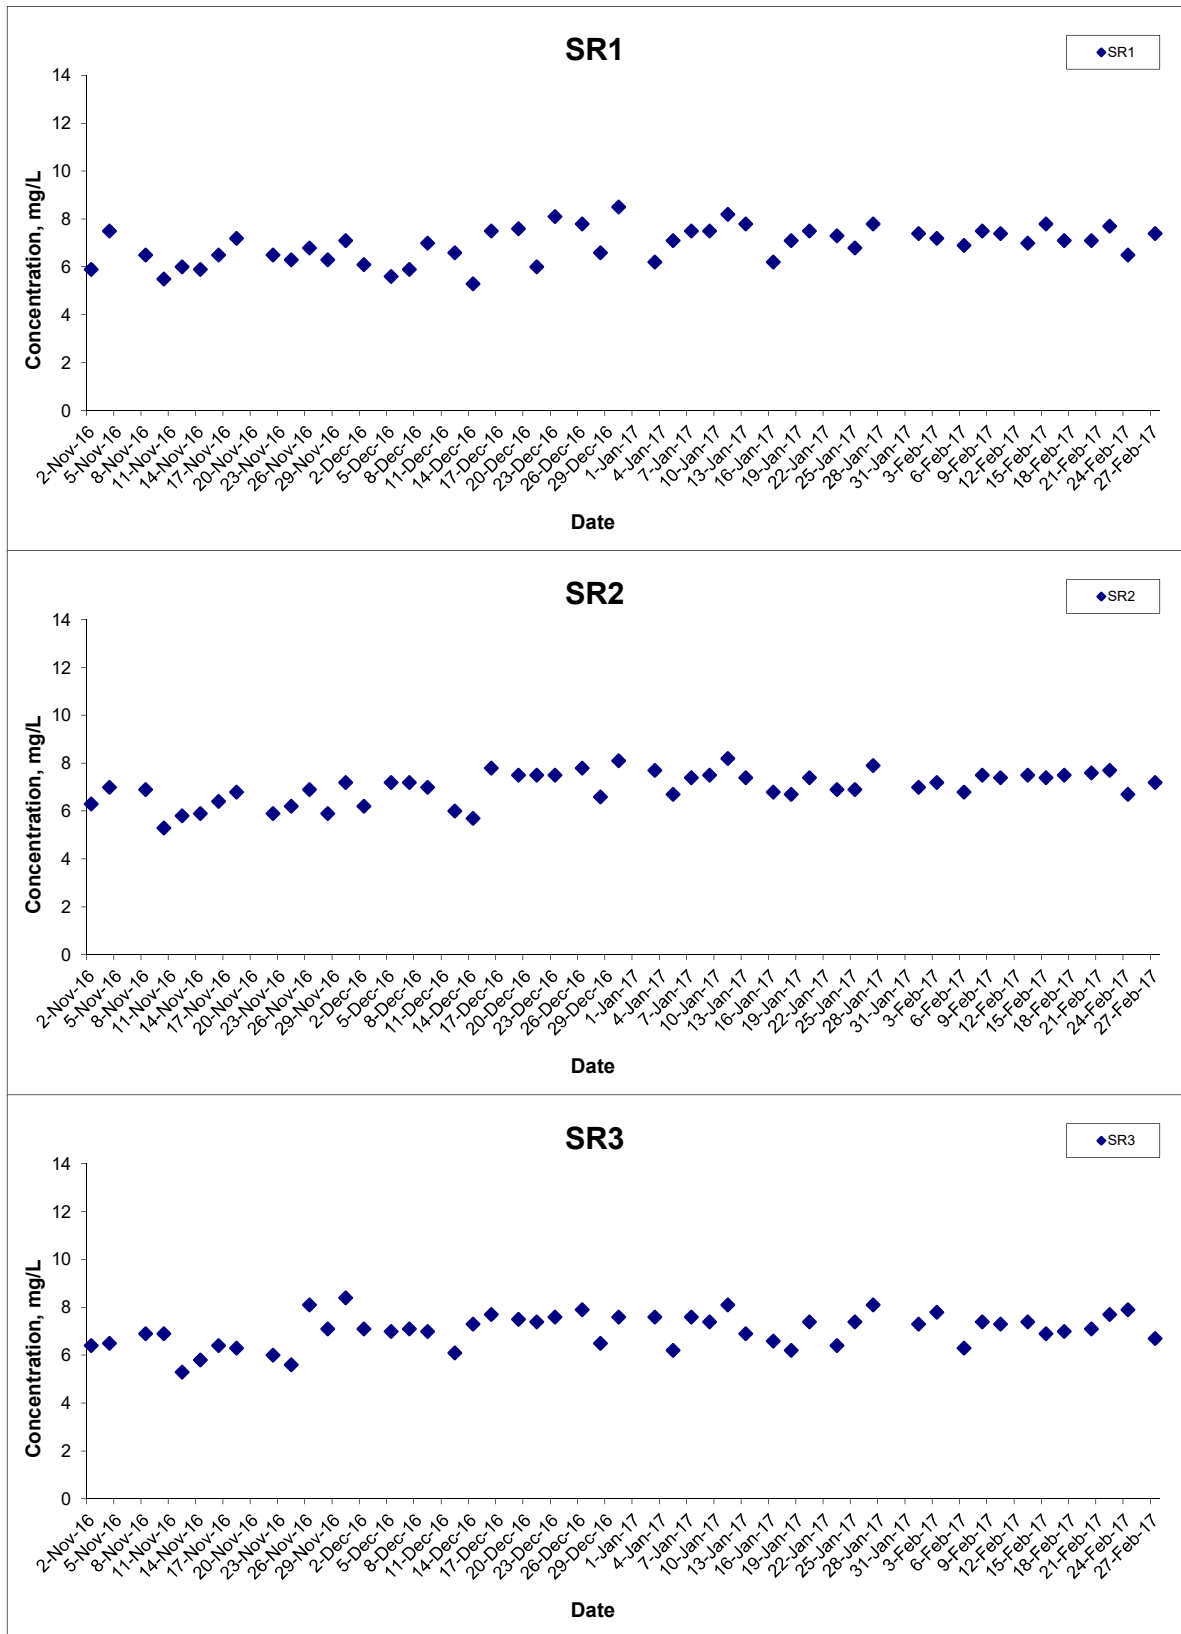 SR1
SR1
14
12
10
8
6
4
2
0
Concentration, mg/L
2-Nov-16 5-Nov-16 8-Nov-16 11-Nov-16 14-Nov-16 17-Nov-16 20-Nov-16 23-Nov-16 26-Nov-16 29-Nov-16 2-Dec-16 5-Dec-16 8-Dec-16 11-Dec-16 14-Dec-16 17-Dec-16 20-Dec-16 23-Dec-16 26-Dec-16 29-Dec-16 1-Jan-17 4-Jan-17 7-Jan-17 10-Jan-17 13-Jan-17 16-Jan-17 19-Jan-17 22-Jan-17 25-Jan-17 28-Jan-17 31-Jan-17 3-Feb-17 6-Feb-17 9-Feb-17 12-Feb-17 15-Feb-17 18-Feb-17 21-Feb-17 24-Feb-17 27-Feb-17
Date
SR2
SR2
14
12
10
8
6
4
2
0
Concentration, mg/L
2-Nov-16 5-Nov-16 8-Nov-16 11-Nov-16 14-Nov-16 17-Nov-16 20-Nov-16 23-Nov-16 26-Nov-16 29-Nov-16 2-Dec-16 5-Dec-16 8-Dec-16 11-Dec-16 14-Dec-16 17-Dec-16 20-Dec-16 23-Dec-16 26-Dec-16 29-Dec-16 1-Jan-17 4-Jan-17 7-Jan-17 10-Jan-17 13-Jan-17 16-Jan-17 19-Jan-17 22-Jan-17 25-Jan-17 28-Jan-17 31-Jan-17 3-Feb-17 6-Feb-17 9-Feb-17 12-Feb-17 15-Feb-17 18-Feb-17 21-Feb-17 24-Feb-17 27-Feb-17
Date
SR3
SR3
14
12
10
8
6
4
2
0
Concentration, mg/L
2-Nov-16 5-Nov-16 8-Nov-16 11-Nov-16 14-Nov-16 17-Nov-16 20-Nov-16 23-Nov-16 26-Nov-16 29-Nov-16 2-Dec-16 5-Dec-16 8-Dec-16 11-Dec-16 14-Dec-16 17-Dec-16 20-Dec-16 23-Dec-16 26-Dec-16 29-Dec-16 1-Jan-17 4-Jan-17 7-Jan-17 10-Jan-17 13-Jan-17 16-Jan-17 19-Jan-17 22-Jan-17 25-Jan-17 28-Jan-17 31-Jan-17 3-Feb-17 6-Feb-17 9-Feb-17 12-Feb-17 15-Feb-17 18-Feb-17 21-Feb-17 24-Feb-17 27-Feb-17
Date